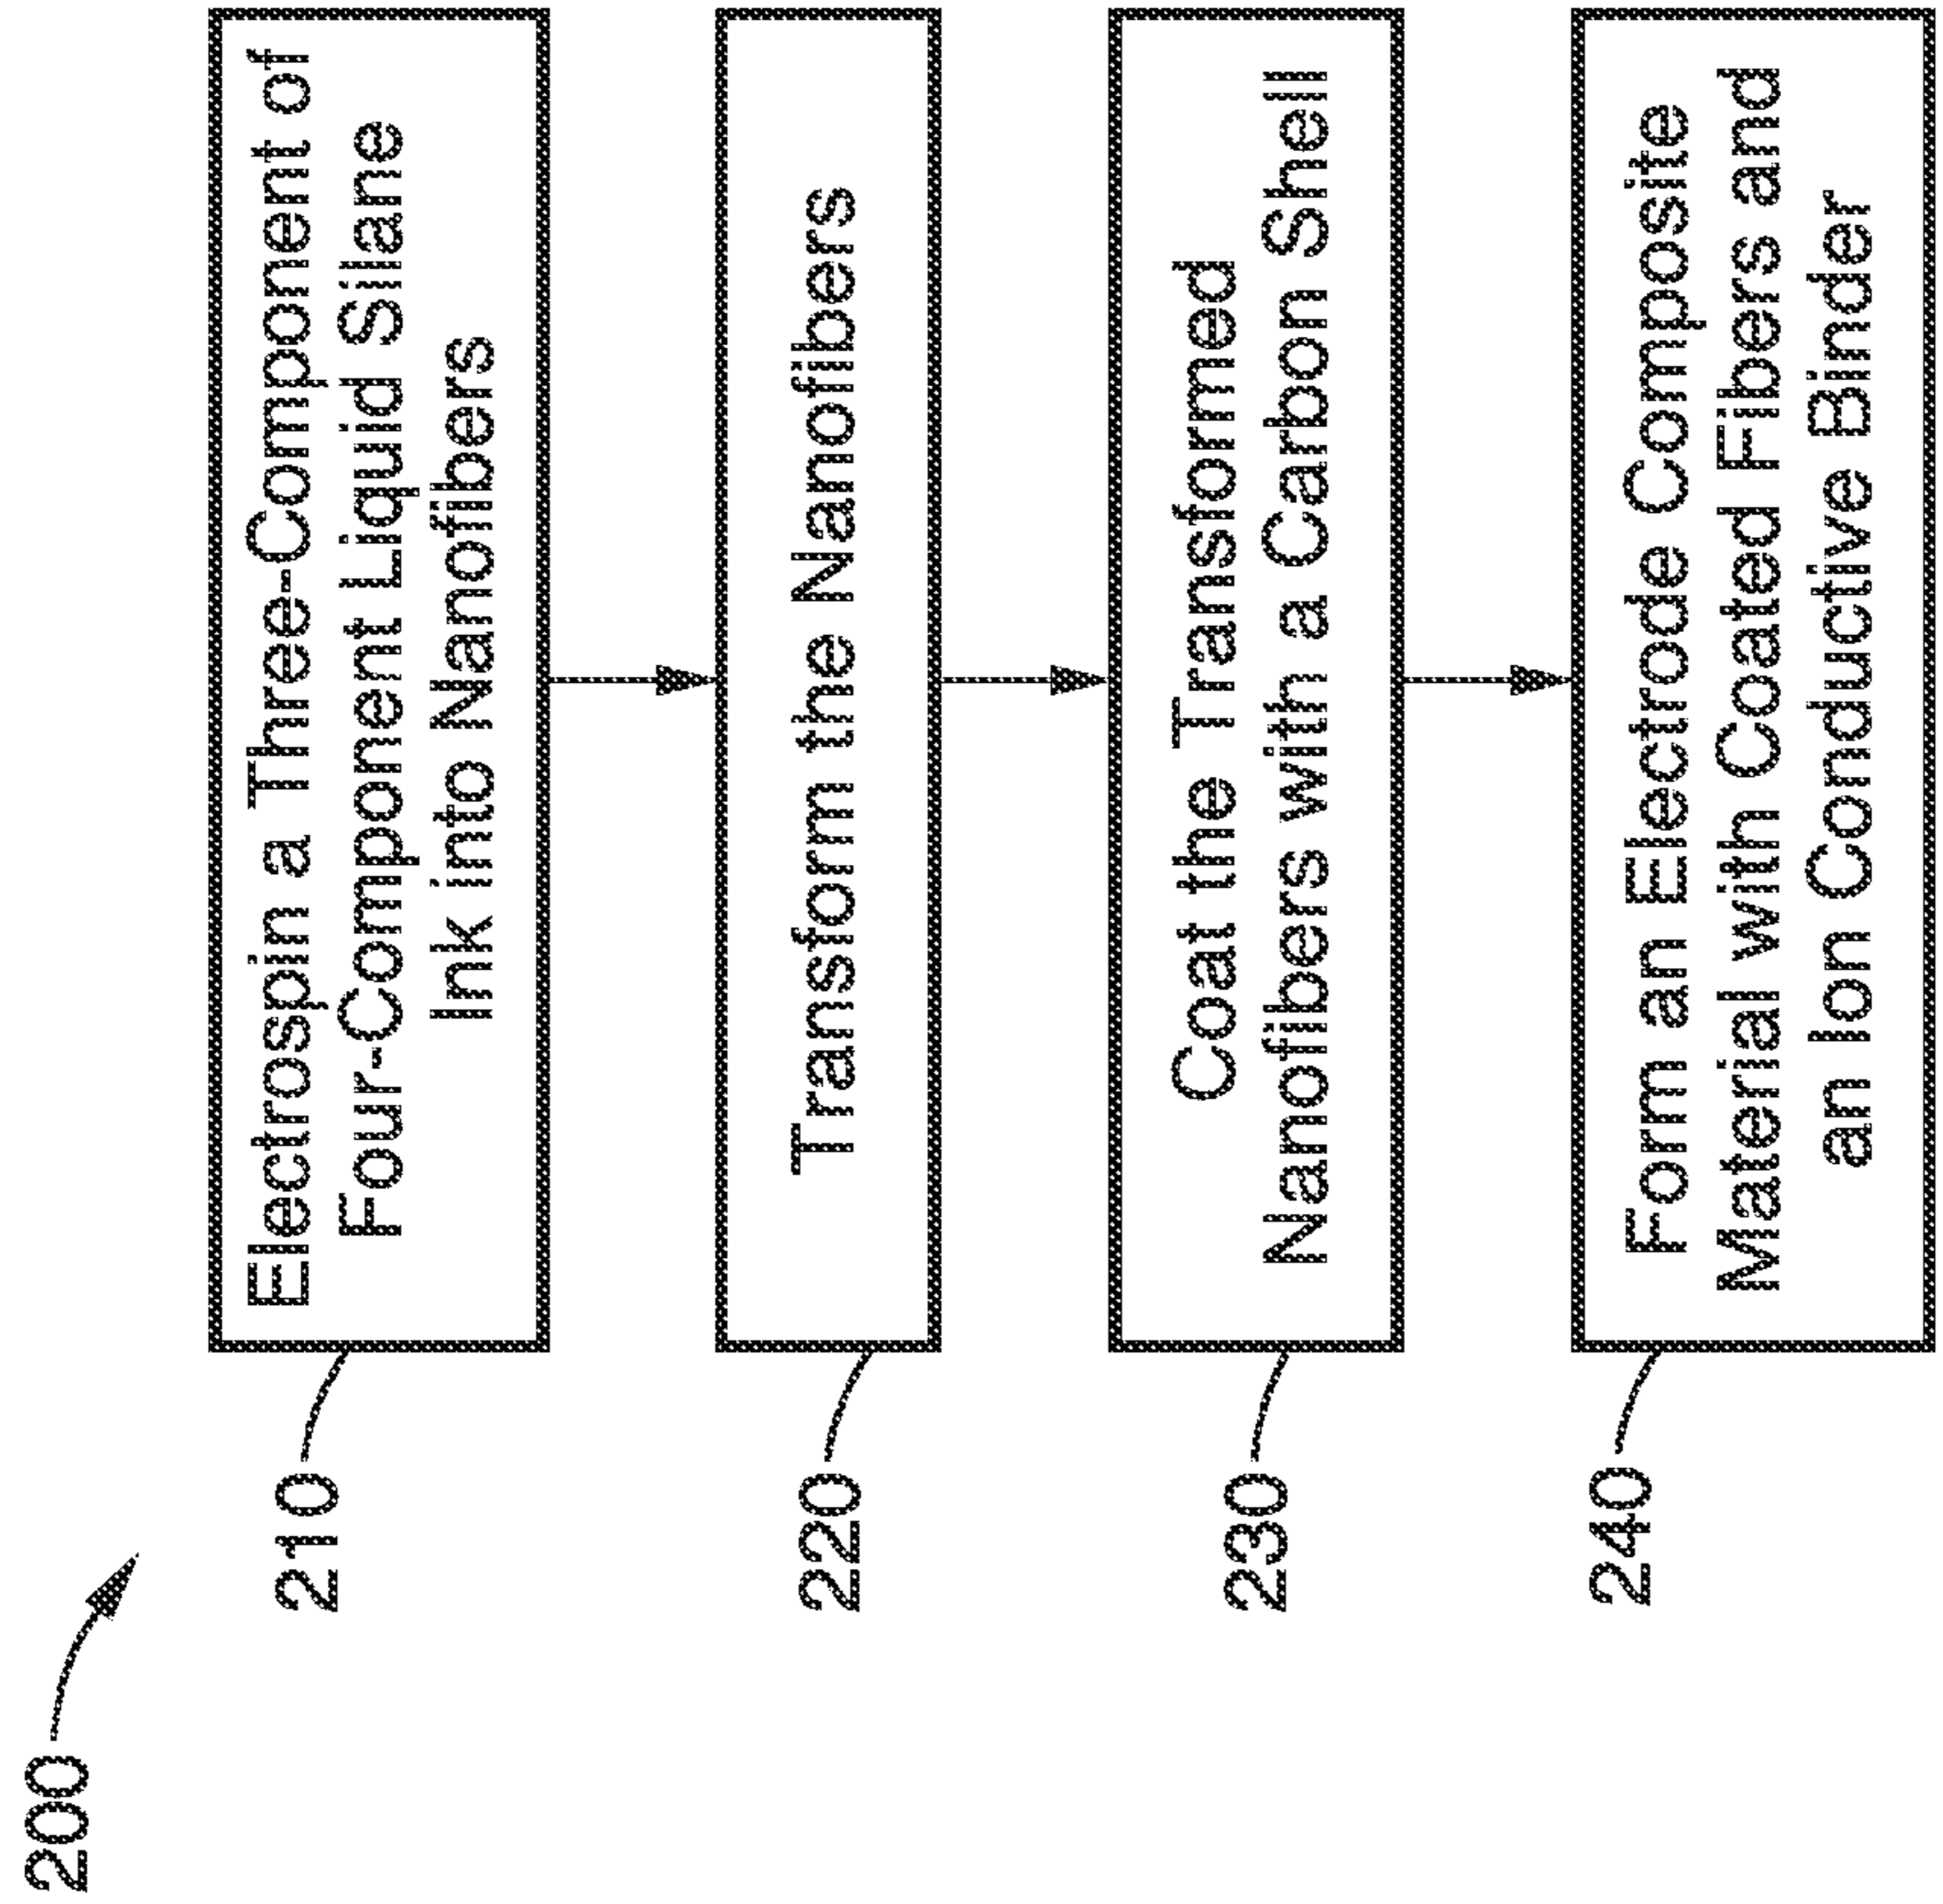 200
210
Electrospin a Three-Component of
Four-Component Liquid Silane
Ink into Nanofibers
220
Transform the Nanofibers
230
Coat the Transformed
Nanofibers with a Carbon Shell
240
Form an Electrode Composite
Material with Coated Fibers and
an Ion Conductive Binder